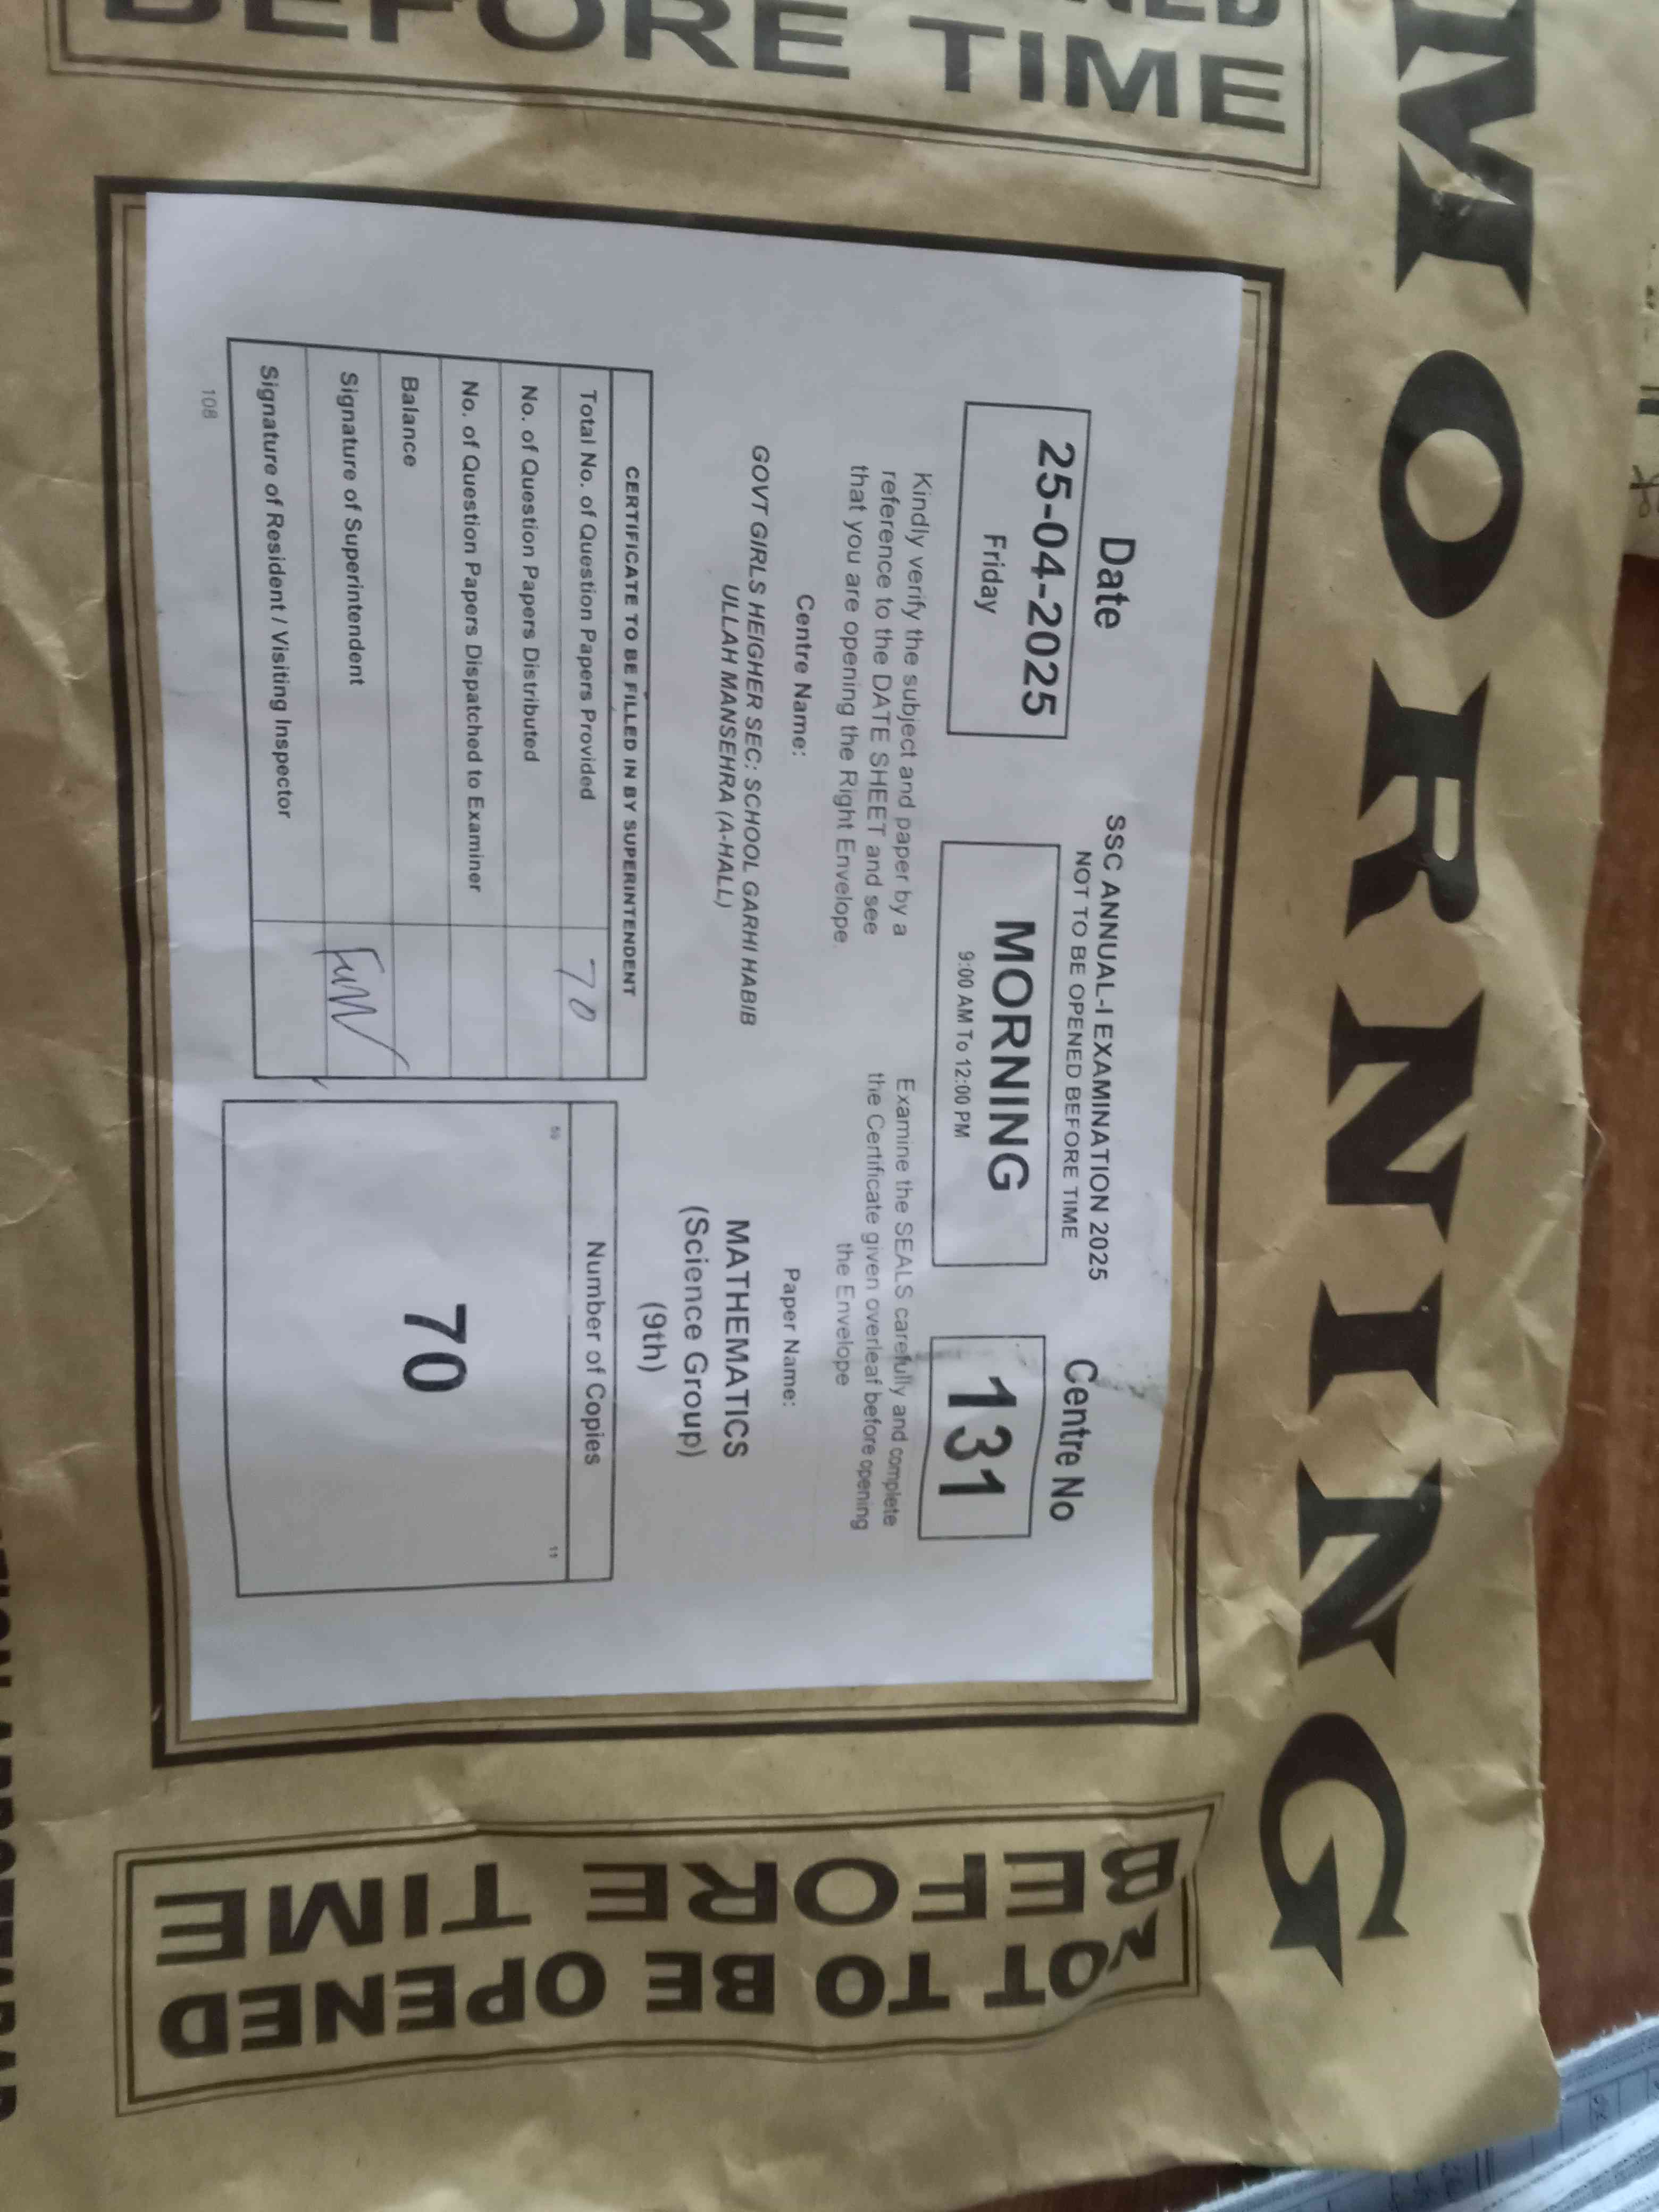 MORNING
BEFORE TIME
Date
25-04-2025
Friday
SSC ANNUAL-I EXAMINATION 2025
NOT TO BE OPENED BEFORE TIME
MORNING
9:00 AM To 12:00 PM
Centre No
131
Kindly verify the subject and paper by a
reference to the DATE SHEET and see
that you are opening the Right Envelope.
Examine the SEALS carefully and complete
the Certificate given overleaf before opening
the Envelope
Centre Name:
GOVT GIRLS HEIGHER SEC: SCHOOL GARHI HABIB
ULLAH MANSEHRA (A-HALL)
Paper Name:
MATHEMATICS
(Science Group)
(9th)
CERTIFICATE TO BE FILLED IN BY SUPERINTENDENT
Total No. of Question Papers Provided 70
No. of Question Papers Distributed
No. of Question Papers Dispatched to Examiner
Balance
Signature of Superintendent
Signature of Resident / Visiting Inspector
108
Number of Copies
59 11
70
OT TO BE OPENED
BEFORE TIME